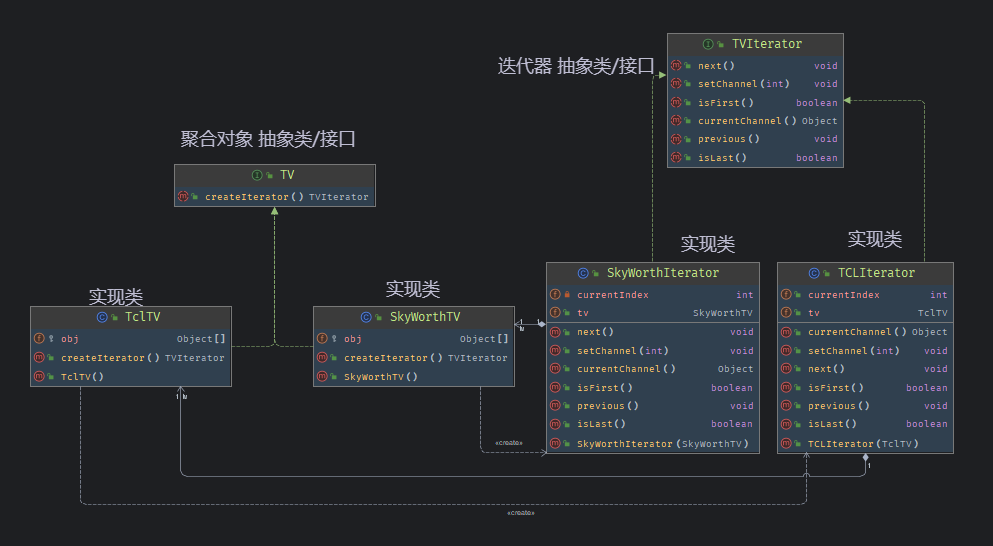 迭代器 抽象类/接口
TVIterator
next() void
setChannel(int) void
isFirst() boolean
currentChannel() Object
previous() void
isLast() boolean
聚合对象 抽象类/接口
TV
createIterator() TVIterator
实现类
TclTV
obj Object[]
createIterator() TVIterator
TclTV()
实现类
SkyWorthTV
obj Object[]
createIterator() TVIterator
SkyWorthTV()
实现类
SkyWorthIterator
currentIndex int
tv SkyWorthTV
next() void
setChannel(int) void
currentChannel() Object
isFirst() boolean
previous() void
isLast() boolean
SkyWorthIterator(SkyWorthTV)
实现类
TCLIterator
currentIndex int
tv TclTV
currentChannel() Object
setChannel(int) void
next() void
isFirst() boolean
previous() void
isLast() boolean
TCLIterator(TclTV)
1
1
«create»
1
1
«create»